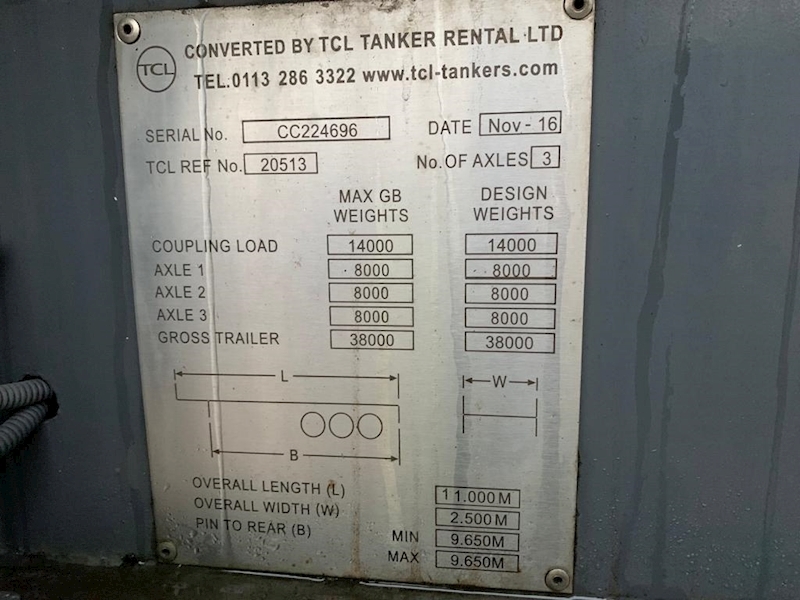 TCL
CONVERTED BY TCL TANKER RENTAL LTD
TEL.0113 286 3322 www.tcl-tankers.com
SERIAL No. CC224696 DATE Nov - 16
TCL REF No. 20513 No. OF AXLES 3
MAX GB DESIGN
WEIGHTS WEIGHTS
COUPLING LOAD 14000 14000
AXLE 1 8000 8000
AXLE 2 8000 8000
AXLE 3 8000 8000
GROSS TRAILER 38000 38000
L W
B
OVERALL LENGTH (L) 11.000M
OVERALL WIDTH (W) 2.500M
PIN TO REAR (B) MIN 9.650M
MAX 9.650M